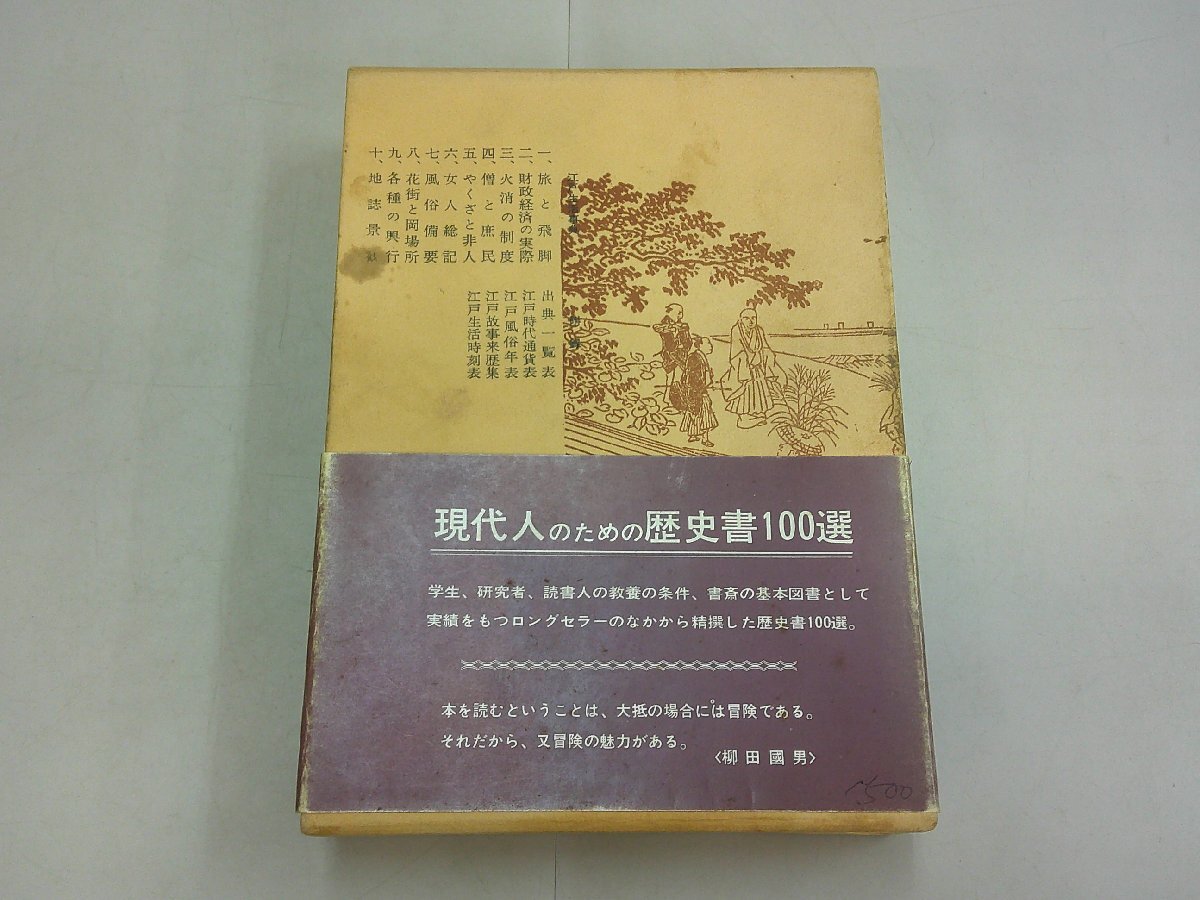 一、旅と飛脚
二、財政経済の実際
三、火消の制度
四、僧と庶民
五、やくざと非人
六、女人総記
七、風俗備要
八、花街と岡場所
九、各種の興行
十、地誌景観
出典一覧表
江戸時代通貨表
江戸風俗年表
江戸故事来歴集
江戸生活時刻表
現代人のための歴史書100選
学生、研究者、読書人の教養の条件、書斎の基本図書として
実績をもつロングセラーのなかから精撰した歴史書100選。
本を読むということは、大抵の場合には冒険である。
それだから、又冒険の魅力がある。
〈柳田國男〉